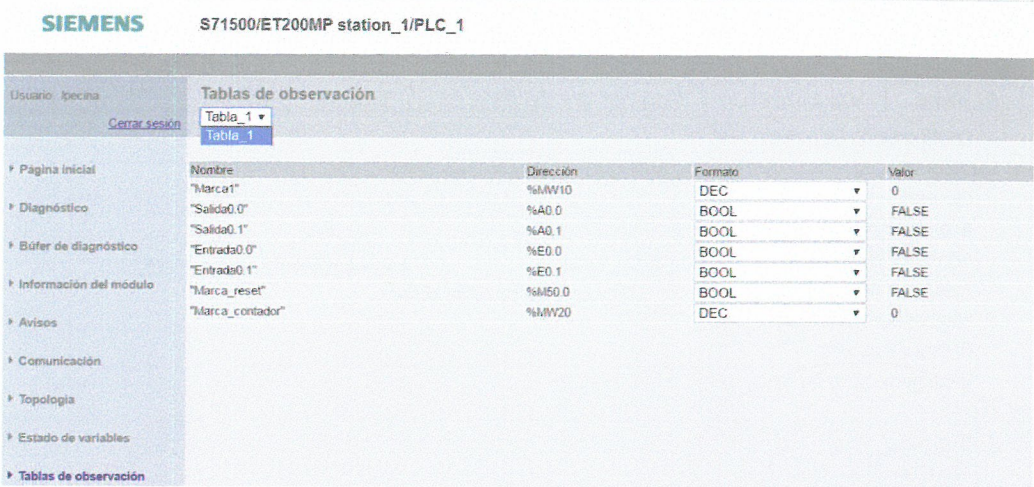 SIEMENS S71500/ET200MP station_1/PLC_1
Usuario: lpecina
Cerrar sesión
Tablas de observación
Tabla_1
Tabla_1
Página inicial
Diagnóstico
Búfer de diagnóstico
Información del módulo
Avisos
Comunicación
Topología
Estado de variables
Tablas de observación
Nombre Dirección Formato Valor
"Marca1" %MW10 DEC 0
"Salida0.0" %A0.0 BOOL FALSE
"Salida0.1" %A0.1 BOOL FALSE
"Entrada0.0" %E0.0 BOOL FALSE
"Entrada0.1" %E0.1 BOOL FALSE
"Marca_reset" %M50.0 BOOL FALSE
"Marca_contador" %MW20 DEC 0